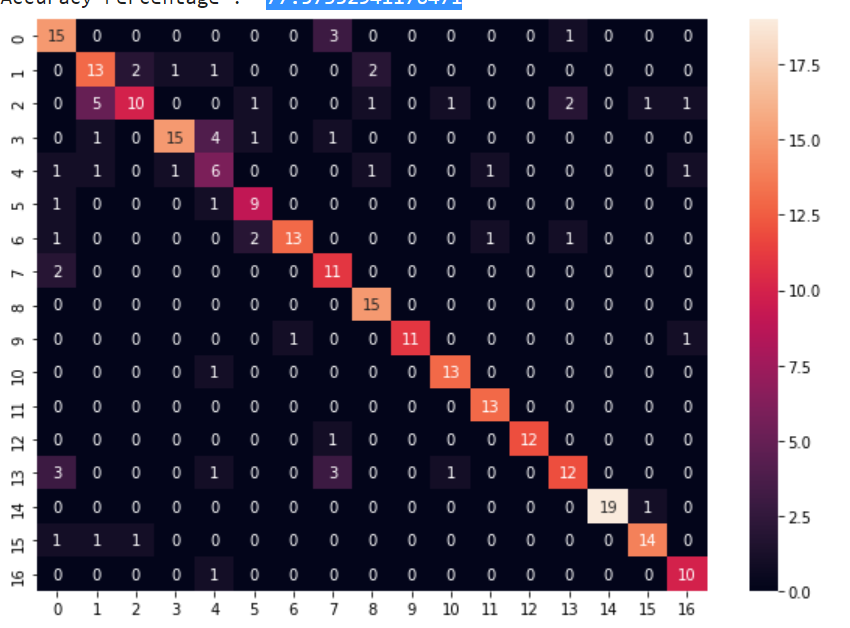 Accuracy Percentage :
0 15 0 0 0 0 0 0 3 0 0 0 0 0 1 0 0 0
1 0 13 2 1 1 0 0 0 2 0 0 0 0 0 0 0 0
2 0 5 10 0 0 1 0 0 1 0 1 0 0 2 0 1 1
3 0 1 0 15 4 1 0 1 0 0 0 0 0 0 0 0 0
4 1 1 0 1 6 0 0 0 1 0 0 1 0 0 0 0 1
5 1 0 0 0 1 9 0 0 0 0 0 0 0 0 0 0 0
6 1 0 0 0 0 2 13 0 0 0 0 1 0 1 0 0 0
7 2 0 0 0 0 0 0 11 0 0 0 0 0 0 0 0 0
8 0 0 0 0 0 0 0 0 15 0 0 0 0 0 0 0 0
9 0 0 0 0 0 0 1 0 0 11 0 0 0 0 0 0 1
10 0 0 0 0 1 0 0 0 0 0 13 0 0 0 0 0 0
11 0 0 0 0 0 0 0 0 0 0 0 13 0 0 0 0 0
12 0 0 0 0 0 0 0 1 0 0 0 0 12 0 0 0 0
13 3 0 0 0 1 0 0 3 0 0 1 0 0 12 0 0 0
14 0 0 0 0 0 0 0 0 0 0 0 0 0 0 19 1 0
15 1 1 1 0 0 0 0 0 0 0 0 0 0 0 0 14 0
16 0 0 0 0 1 0 0 0 0 0 0 0 0 0 0 0 10
0 1 2 3 4 5 6 7 8 9 10 11 12 13 14 15 16
17.5
15.0
12.5
10.0
7.5
5.0
2.5
0.0